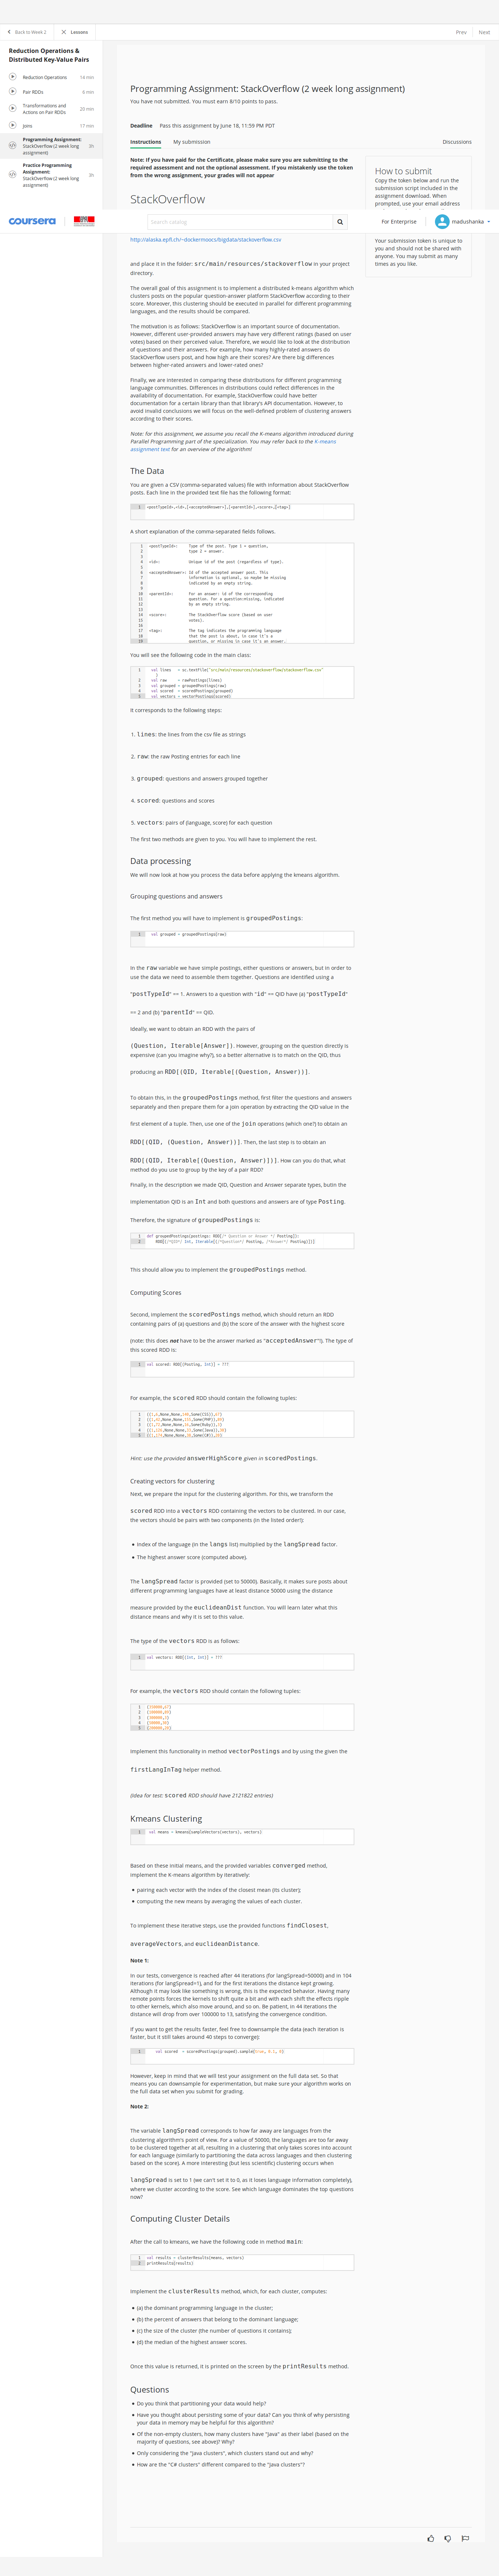 Back to Week 2
Lessons
Prev
Next
Reduction Operations &
Distributed Key-Value Pairs
Reduction Operations 14 min
Pair RDDs 6 min
Transformations and
Actions on Pair RDDs 20 min
Joins 17 min
Programming Assignment:
StackOverflow (2 week long
assignment) 3h
Practice Programming
Assignment:
StackOverflow (2 week long
assignment) 3h
Programming Assignment: StackOverflow (2 week long assignment)
You have not submitted. You must earn 8/10 points to pass.
Deadline Pass this assignment by June 18, 11:59 PM PDT
Instructions
My submission
Discussions
Note: If you have paid for the Certificate, please make sure you are submitting to the
required assessment and not the optional assessment. If you mistakenly use the token
from the wrong assignment, your grades will not appear
How to submit
Copy the token below and run the
submission script included in the
assignment download. When
prompted, use your email address
StackOverflow
coursera
Search catalog
For Enterprise
madushanka
http://alaska.epfl.ch/~dockermoocs/bigdata/stackoverflow.csv
Your submission token is unique to
you and should not be shared with
anyone. You may submit as many
times as you like.
and place it in the folder: src/main/resources/stackoverflow in your project
directory.
The overall goal of this assignment is to implement a distributed k-means algorithm which
clusters posts on the popular question-answer platform StackOverflow according to their
score. Moreover, this clustering should be executed in parallel for different programming
languages, and the results should be compared.
The motivation is as follows: StackOverflow is an important source of documentation.
However, different user-provided answers may have very different ratings (based on user
votes) based on their perceived value. Therefore, we would like to look at the distribution
of questions and their answers. For example, how many highly-rated answers do
StackOverflow users post, and how high are their scores? Are there big differences
between higher-rated answers and lower-rated ones?
Finally, we are interested in comparing these distributions for different programming
language communities. Differences in distributions could reflect differences in the
availability of documentation. For example, StackOverflow could have better
documentation for a certain library than that library's API documentation. However, to
avoid invalid conclusions we will focus on the well-defined problem of clustering answers
according to their scores.
Note: for this assignment, we assume you recall the K-means algorithm introduced during
Parallel Programming part of the specialization. You may refer back to the K-means
assignment text for an overview of the algorithm!
The Data
You are given a CSV (comma-separated values) file with information about StackOverflow
posts. Each line in the provided text file has the following format:
1 <postTypeId>,<id>,[<acceptedAnswer>],[<parentId>],<score>,[<tag>]
A short explanation of the comma-separated fields follows.
1 <postTypeId>: Type of the post. Type 1 = question,
2 type 2 = answer.
3
4 <id>: Unique id of the post (regardless of type).
5
6 <acceptedAnswer>: Id of the accepted answer post. This
7 information is optional, so maybe be missing
8 indicated by an empty string.
9
10 <parentId>: For an answer: id of the corresponding
11 question. For a question:missing, indicated
12 by an empty string.
13
14 <score>: The StackOverflow score (based on user
15 votes).
16
17 <tag>: The tag indicates the programming language
18 that the post is about, in case it's a
19 question, or missing in case it's an answer.
You will see the following code in the main class:
1 val lines = sc.textFile("src/main/resources/stackoverflow/stackoverflow.csv"
)
2 val raw = rawPostings(lines)
3 val grouped = groupedPostings(raw)
4 val scored = scoredPostings(grouped)
5 val vectors = vectorPostings(scored)
It corresponds to the following steps:
1. lines: the lines from the csv file as strings
2. raw: the raw Posting entries for each line
3. grouped: questions and answers grouped together
4. scored: questions and scores
5. vectors: pairs of (language, score) for each question
The first two methods are given to you. You will have to implement the rest.
Data processing
We will now look at how you process the data before applying the kmeans algorithm.
Grouping questions and answers
The first method you will have to implement is groupedPostings:
1 val grouped = groupedPostings(raw)
In the raw variable we have simple postings, either questions or answers, but in order to
use the data we need to assemble them together. Questions are identified using a
"postTypeId" == 1. Answers to a question with "id" == QID have (a) "postTypeId"
== 2 and (b) "parentId" == QID.
Ideally, we want to obtain an RDD with the pairs of
(Question, Iterable[Answer]). However, grouping on the question directly is
expensive (can you imagine why?), so a better alternative is to match on the QID, thus
producing an RDD[(QID, Iterable[(Question, Answer))].
To obtain this, in the groupedPostings method, first filter the questions and answers
separately and then prepare them for a join operation by extracting the QID value in the
first element of a tuple. Then, use one of the join operations (which one?) to obtain an
RDD[(QID, (Question, Answer))]. Then, the last step is to obtain an
RDD[(QID, Iterable[(Question, Answer)])]. How can you do that, what
method do you use to group by the key of a pair RDD?
Finally, in the description we made QID, Question and Answer separate types, butin the
implementation QID is an Int and both questions and answers are of type Posting.
Therefore, the signature of groupedPostings is:
1 def groupedPostings(postings: RDD[/* Question or Answer */ Posting]):
2 RDD[(/*QID*/ Int, Iterable[(/*Question*/ Posting, /*Answer*/ Posting)])]
This should allow you to implement the groupedPostings method.
Computing Scores
Second, implement the scoredPostings method, which should return an RDD
containing pairs of (a) questions and (b) the score of the answer with the highest score
(note: this does not have to be the answer marked as "acceptedAnswer"!). The type of
this scored RDD is:
1 val scored: RDD[(Posting, Int)] = ???
For example, the scored RDD should contain the following tuples:
1 ((1,6,None,None,140,Some(CSS)),67)
2 ((1,42,None,None,155,Some(PHP)),89)
3 ((1,72,None,None,16,Some(Ruby)),3)
4 ((1,126,None,None,33,Some(Java)),30)
5 ((1,174,None,None,38,Some(C#)),20)
Hint: use the provided answerHighScore given in scoredPostings.
Creating vectors for clustering
Next, we prepare the input for the clustering algorithm. For this, we transform the
scored RDD into a vectors RDD containing the vectors to be clustered. In our case,
the vectors should be pairs with two components (in the listed order!):
• Index of the language (in the langs list) multiplied by the langSpread factor.
• The highest answer score (computed above).
The langSpread factor is provided (set to 50000). Basically, it makes sure posts about
different programming languages have at least distance 50000 using the distance
measure provided by the euclideanDist function. You will learn later what this
distance means and why it is set to this value.
The type of the vectors RDD is as follows:
1 val vectors: RDD[(Int, Int)] = ???
For example, the vectors RDD should contain the following tuples:
1 (350000,67)
2 (100000,89)
3 (300000,3)
4 (50000,30)
5 (200000,20)
Implement this functionality in method vectorPostings and by using the given the
firstLangInTag helper method.
(Idea for test: scored RDD should have 2121822 entries)
Kmeans Clustering
1 val means = kmeans(sampleVectors(vectors), vectors)
Based on these initial means, and the provided variables converged method,
implement the K-means algorithm by iteratively:
• pairing each vector with the index of the closest mean (its cluster);
• computing the new means by averaging the values of each cluster.
To implement these iterative steps, use the provided functions findClosest,
averageVectors, and euclideanDistance.
Note 1:
In our tests, convergence is reached after 44 iterations (for langSpread=50000) and in 104
iterations (for langSpread=1), and for the first iterations the distance kept growing.
Although it may look like something is wrong, this is the expected behavior. Having many
remote points forces the kernels to shift quite a bit and with each shift the effects ripple
to other kernels, which also move around, and so on. Be patient, in 44 iterations the
distance will drop from over 100000 to 13, satisfying the convergence condition.
If you want to get the results faster, feel free to downsample the data (each iteration is
faster, but it still takes around 40 steps to converge):
1 val scored = scoredPostings(grouped).sample(true, 0.1, 0)
However, keep in mind that we will test your assignment on the full data set. So that
means you can downsample for experimentation, but make sure your algorithm works on
the full data set when you submit for grading.
Note 2:
The variable langSpread corresponds to how far away are languages from the
clustering algorithm's point of view. For a value of 50000, the languages are too far away
to be clustered together at all, resulting in a clustering that only takes scores into account
for each language (similarly to partitioning the data across languages and then clustering
based on the score). A more interesting (but less scientific) clustering occurs when
langSpread is set to 1 (we can't set it to 0, as it loses language information completely),
where we cluster according to the score. See which language dominates the top questions
now?
Computing Cluster Details
After the call to kmeans, we have the following code in method main:
1 val results = clusterResults(means, vectors)
2 printResults(results)
Implement the clusterResults method, which, for each cluster, computes:
• (a) the dominant programming language in the cluster;
• (b) the percent of answers that belong to the dominant language;
• (c) the size of the cluster (the number of questions it contains);
• (d) the median of the highest answer scores.
Once this value is returned, it is printed on the screen by the printResults method.
Questions
• Do you think that partitioning your data would help?
• Have you thought about persisting some of your data? Can you think of why persisting
your data in memory may be helpful for this algorithm?
• Of the non-empty clusters, how many clusters have "Java" as their label (based on the
majority of questions, see above)? Why?
• Only considering the "Java clusters", which clusters stand out and why?
• How are the "C# clusters" different compared to the "Java clusters"?